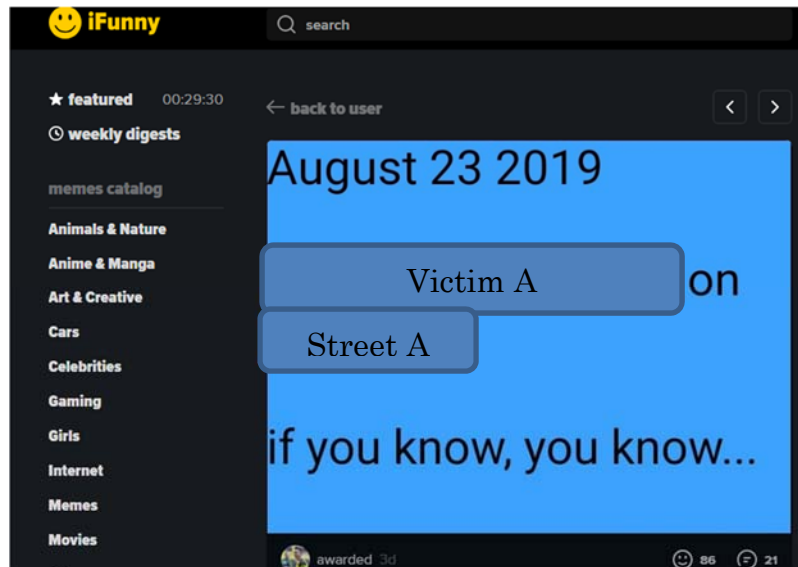 iFunny
search
featured 00:29:30
weekly digests
memes catalog
Animals & Nature
Anime & Manga
Art & Creative
Cars
Celebrities
Gaming
Girls
Internet
Memes
Movies
back to user
August 23 2019
Victim A on
Street A
if you know, you know...
awarded 3d
86 21